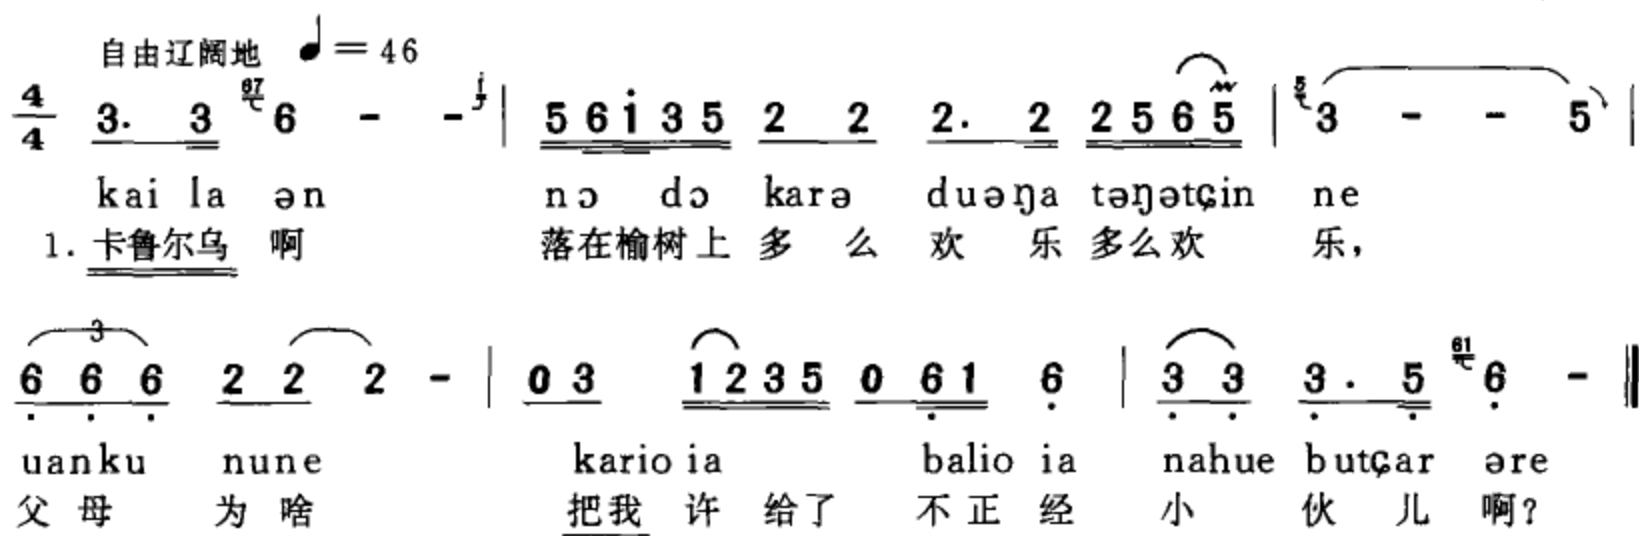 自由辽阔地 ♩= 46
4/4 3. 3 67 6 - - i | 5 6 i 3 5 2 2 2. 2 2 5 6 5 | 5 3 - - 5 |
kai la ən nɔ dɔ karə duəŋa təŋətɕin ne
1. 卡鲁尔乌 啊 落在榆树上 多 么 欢 乐 多么欢 乐，
3
6 6 6 2 2 2 - | 0 3 1 2 3 5 0 6 1 6 | 3 3 3. 5 61 6 - ‖
uanku nune kario ia balio ia nahue butɕar əre
父 母 为 啥 把我 许 给了 不正 经 小 伙 儿 啊？